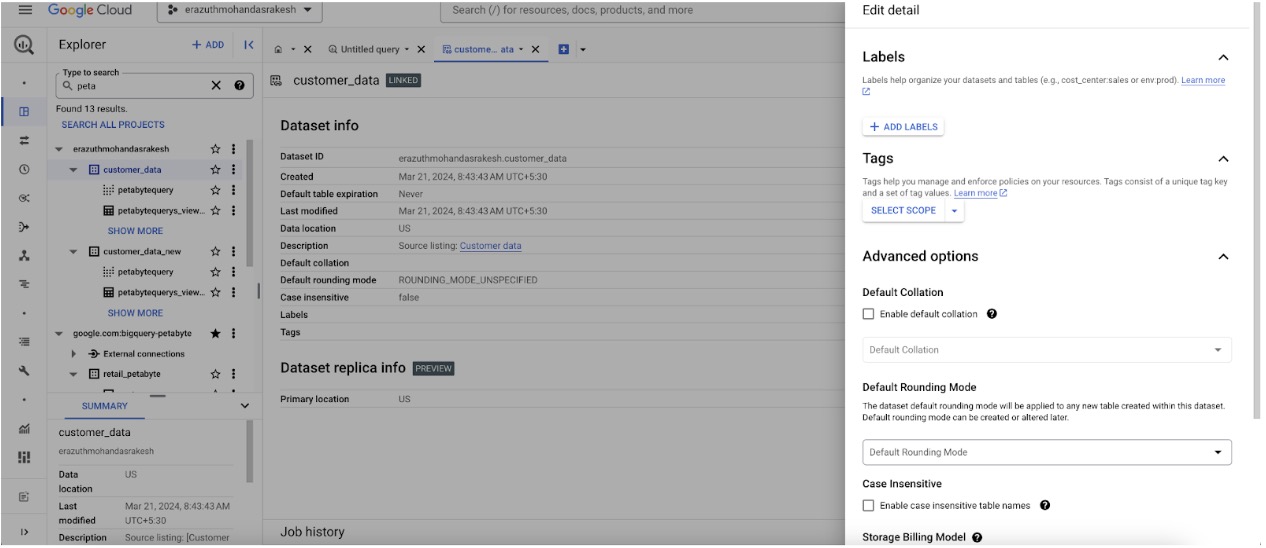 Google Cloud
erazuthmohandasrakesh
Search (/) for resources, docs, products, and more
Explorer
+ ADD
Type to search
peta
Found 13 results.
SEARCH ALL PROJECTS
erazuthmohandasrakesh
customer_data
petabytequery
petabytequerys_view...
SHOW MORE
customer_data_new
petabytequery
petabytequerys_view...
SHOW MORE
google.com:bigquery-petabyte
External connections
retail_petabyte
SUMMARY
customer_data
erazuthmohandasrakesh
Data location US
Last modified Mar 21, 2024, 8:43:43 AM UTC+5:30
Description Source listing: [Customer
Untitled query
custome... ata
customer_data LINKED
Dataset info
Dataset ID erazuthmohandasrakesh.customer_data
Created Mar 21, 2024, 8:43:43 AM UTC+5:30
Default table expiration Never
Last modified Mar 21, 2024, 8:43:43 AM UTC+5:30
Data location US
Description Source listing: Customer data
Default collation
Default rounding mode ROUNDING_MODE_UNSPECIFIED
Case insensitive false
Labels
Tags
Dataset replica info PREVIEW
Primary location US
Job history
Edit detail
Labels
Labels help organize your datasets and tables (e.g., cost_center:sales or env:prod). Learn more
+ ADD LABELS
Tags
Tags help you manage and enforce policies on your resources. Tags consist of a unique tag key
and a set of tag values. Learn more
SELECT SCOPE
Advanced options
Default Collation
Enable default collation
Default Collation
Default Rounding Mode
The dataset default rounding mode will be applied to any new table created within this dataset.
Default rounding mode can be created or altered later.
Default Rounding Mode
Case Insensitive
Enable case insensitive table names
Storage Billing Model